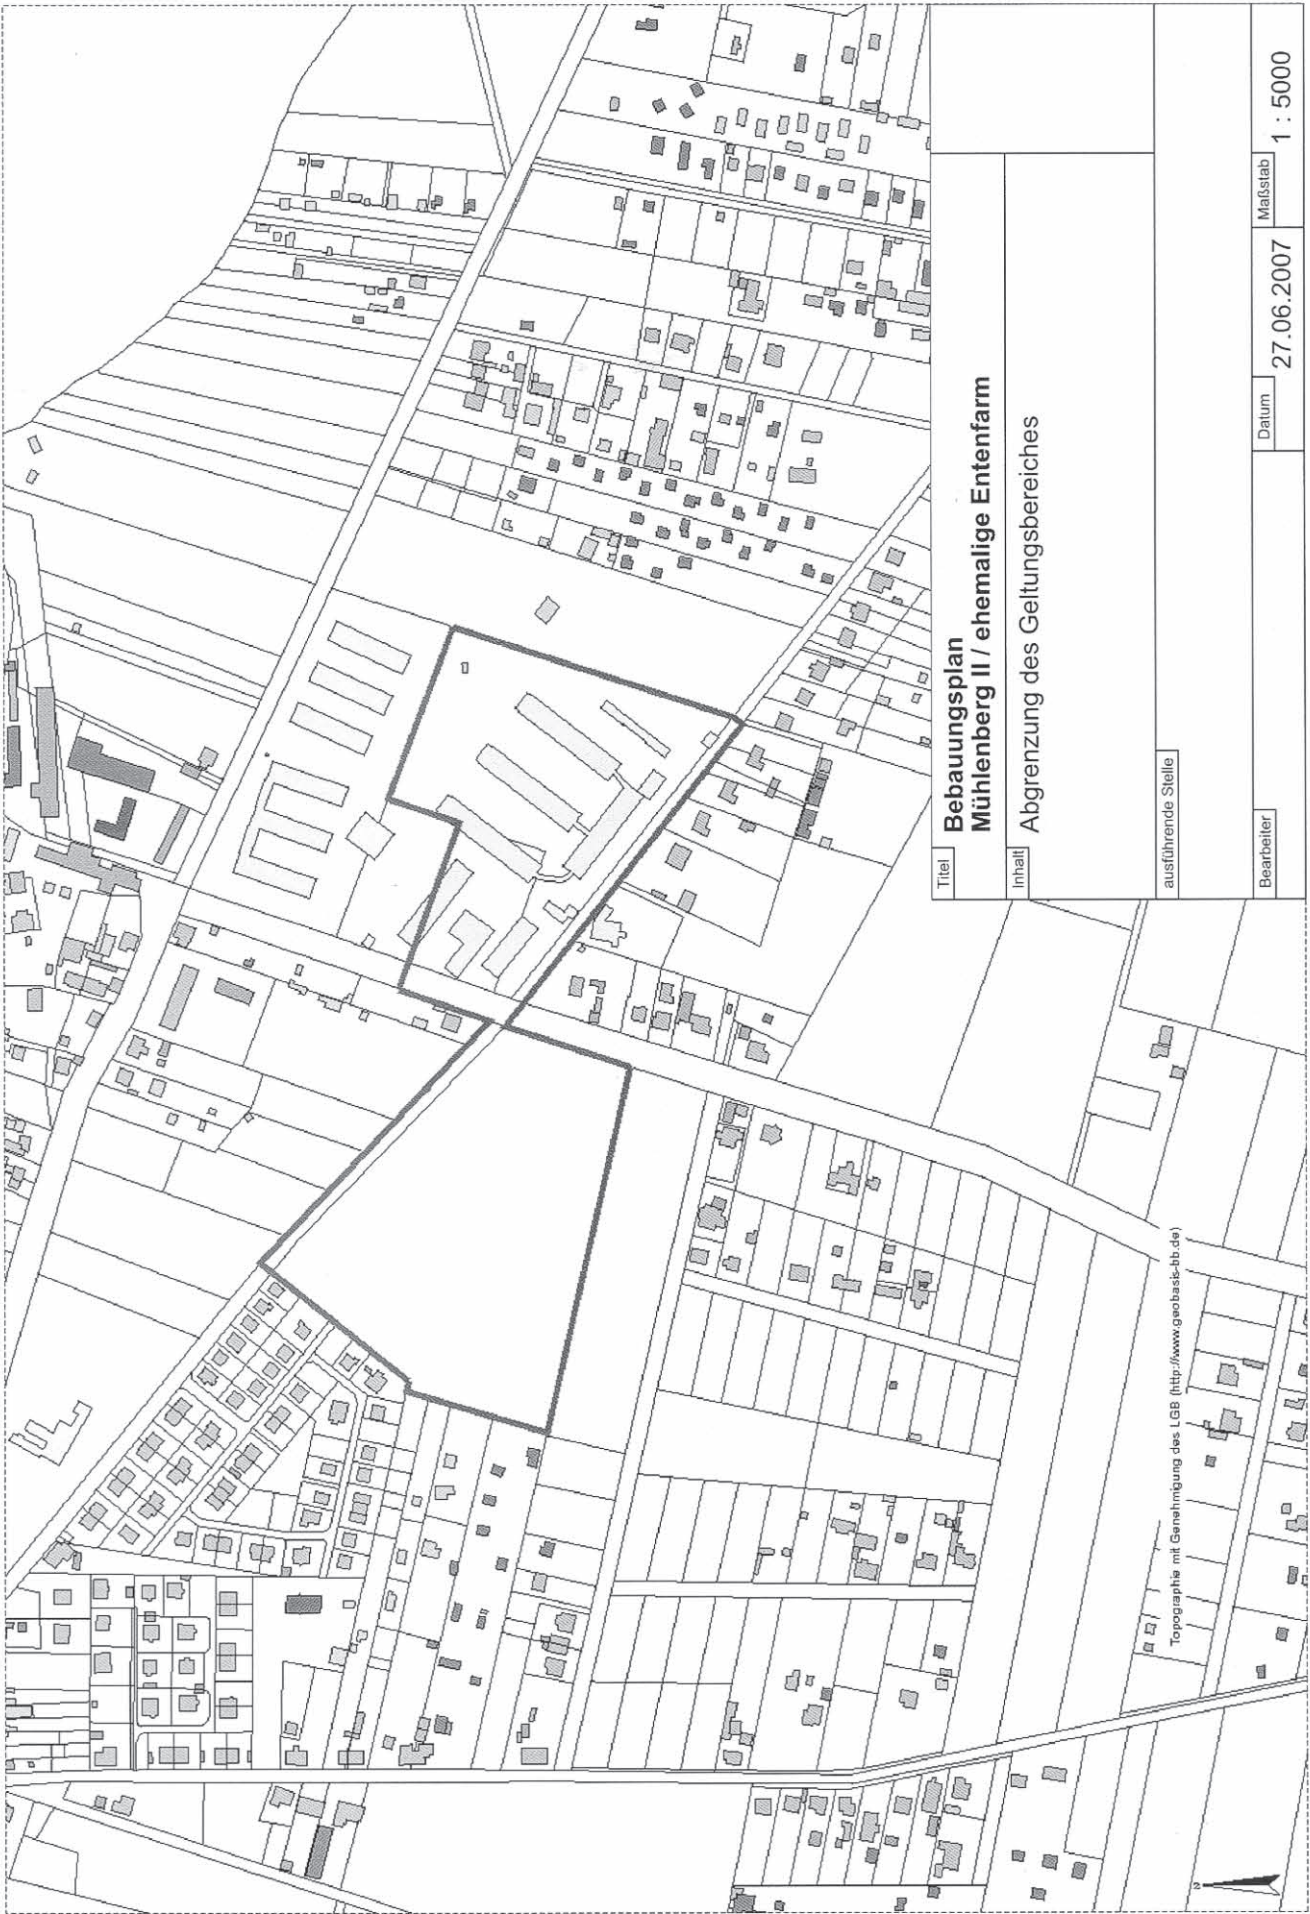 Titel
Bebauungsplan
Mühlenberg II / ehemalige Entenfarm
Inhalt
Abgrenzung des Geltungsbereiches
ausführende Stelle
Bearbeiter
Datum
27.06.2007
Maßstab
1 : 5000
Topographie mit Genehmigung des LGB (http://www.geobasis-bb.de)
N